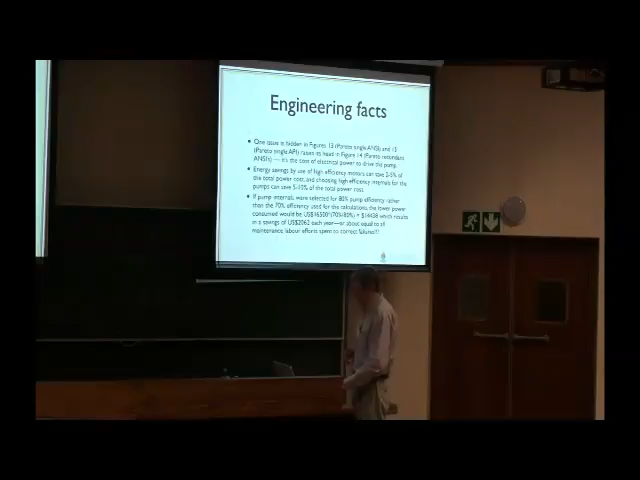 Engineering facts
• One issue is hidden in Figures 13 (Pareto single ANSI) and 15
(Pareto single API) raises its head in Figure 14 (Pareto redundant
ANSI) — it's the cost of electrical power to drive the pump.
• Energy savings by use of high efficiency motors can save 2-5% of
the total power cost, and choosing high efficiency internals for the
pumps can save 5-10% of the total power cost.
• If pump internals were selected for 80% pump efficiency rather
than the 70% efficiency used for the calculations, the lower power
consumed would be US$16500*(70%/80%) = $14438 which results
in a savings of US$2062 each year—or about equal to all
maintenance labour efforts spent to correct failures!!!